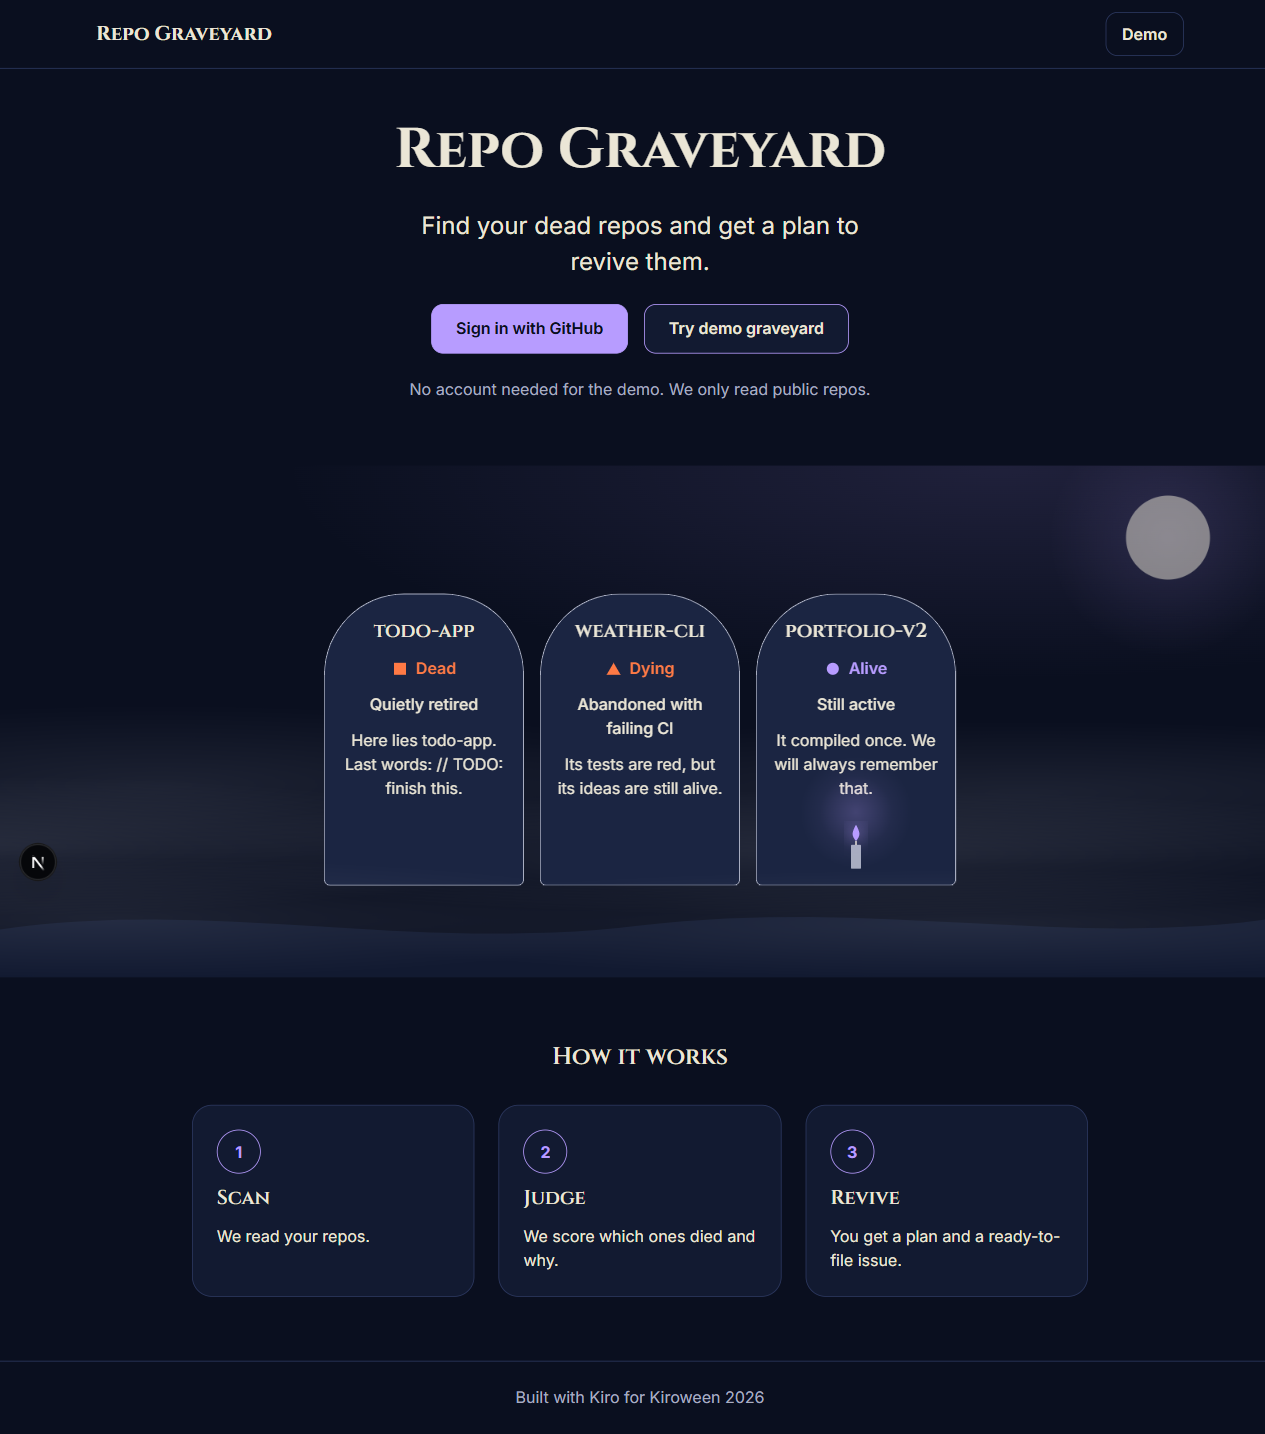 Repo Graveyard
Demo
Repo Graveyard
Find your dead repos and get a plan to
revive them.
Sign in with GitHub
Try demo graveyard
No account needed for the demo. We only read public repos.
todo-app
Dead
Quietly retired
Here lies todo-app.
Last words: // TODO:
finish this.
weather-cli
Dying
Abandoned with
failing CI
Its tests are red, but
its ideas are still alive.
portfolio-v2
Alive
Still active
It compiled once. We
will always remember
that.
N
How it works
1
Scan
We read your repos.
2
Judge
We score which ones died and
why.
3
Revive
You get a plan and a ready-to-
file issue.
Built with Kiro for Kiroween 2026